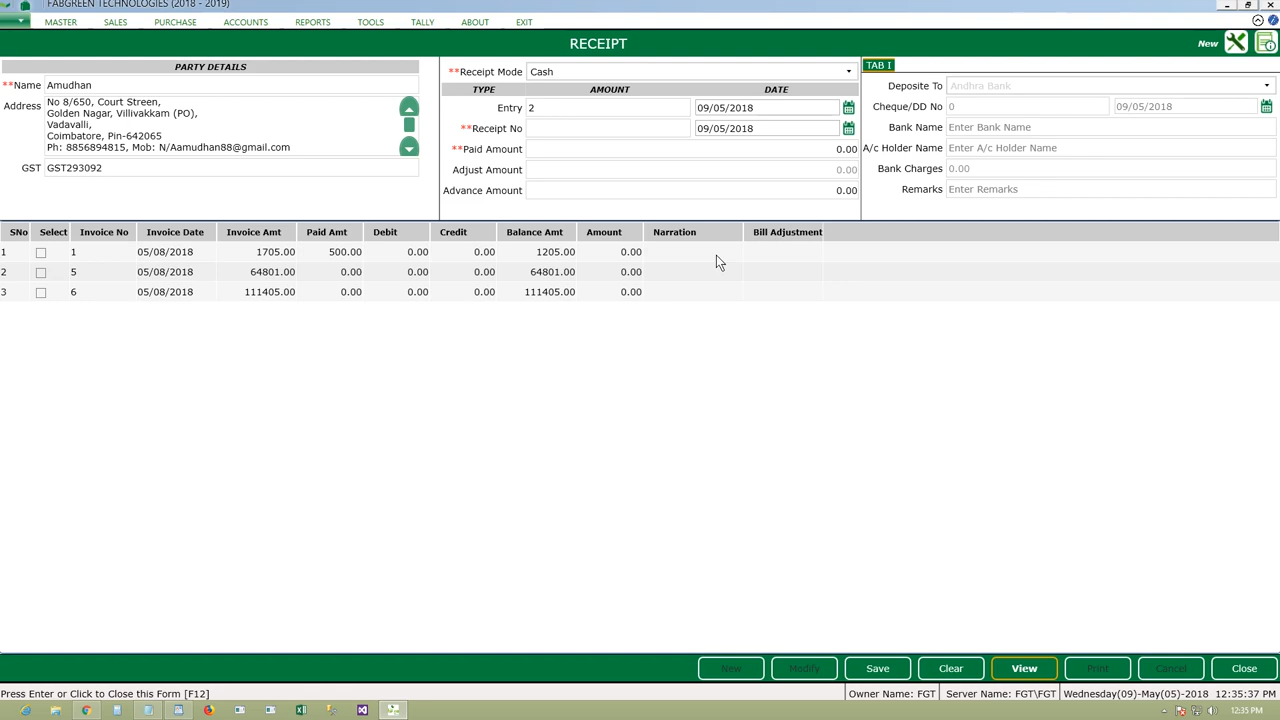 FABGREEN TECHNOLOGIES (2018 - 2019)
MASTER SALES PURCHASE ACCOUNTS REPORTS TOOLS TALLY ABOUT EXIT
RECEIPT
New
PARTY DETAILS
**Name Amudhan
Address No 8/650, Court Street,
Golden Nagar, Villivakkam (PO),
Vadavalli,
Coimbatore, Pin-642065
Ph: 8856894815, Mob: N/Aamudhan88@gmail.com
GST GST293092
**Receipt Mode Cash
TYPE AMOUNT DATE
Entry 2 09/05/2018
**Receipt No 09/05/2018
**Paid Amount 0.00
Adjust Amount 0.00
Advance Amount 0.00
TAB I
Deposite To Andhra Bank
Cheque/DD No 0 09/05/2018
Bank Name Enter Bank Name
A/c Holder Name Enter A/c Holder Name
Bank Charges 0.00
Remarks Enter Remarks
SNo Select Invoice No Invoice Date Invoice Amt Paid Amt Debit Credit Balance Amt Amount Narration Bill Adjustment
1 1 05/08/2018 1705.00 500.00 0.00 0.00 1205.00 0.00
2 5 05/08/2018 64801.00 0.00 0.00 0.00 64801.00 0.00
3 6 05/08/2018 111405.00 0.00 0.00 0.00 111405.00 0.00
New Modify Save Clear View Print Cancel Close
Press Enter or Click to Close this Form [F12] Owner Name: FGT Server Name: FGT\FGT Wednesday(09)-May(05)-2018 12:35:37 PM
12:35 PM